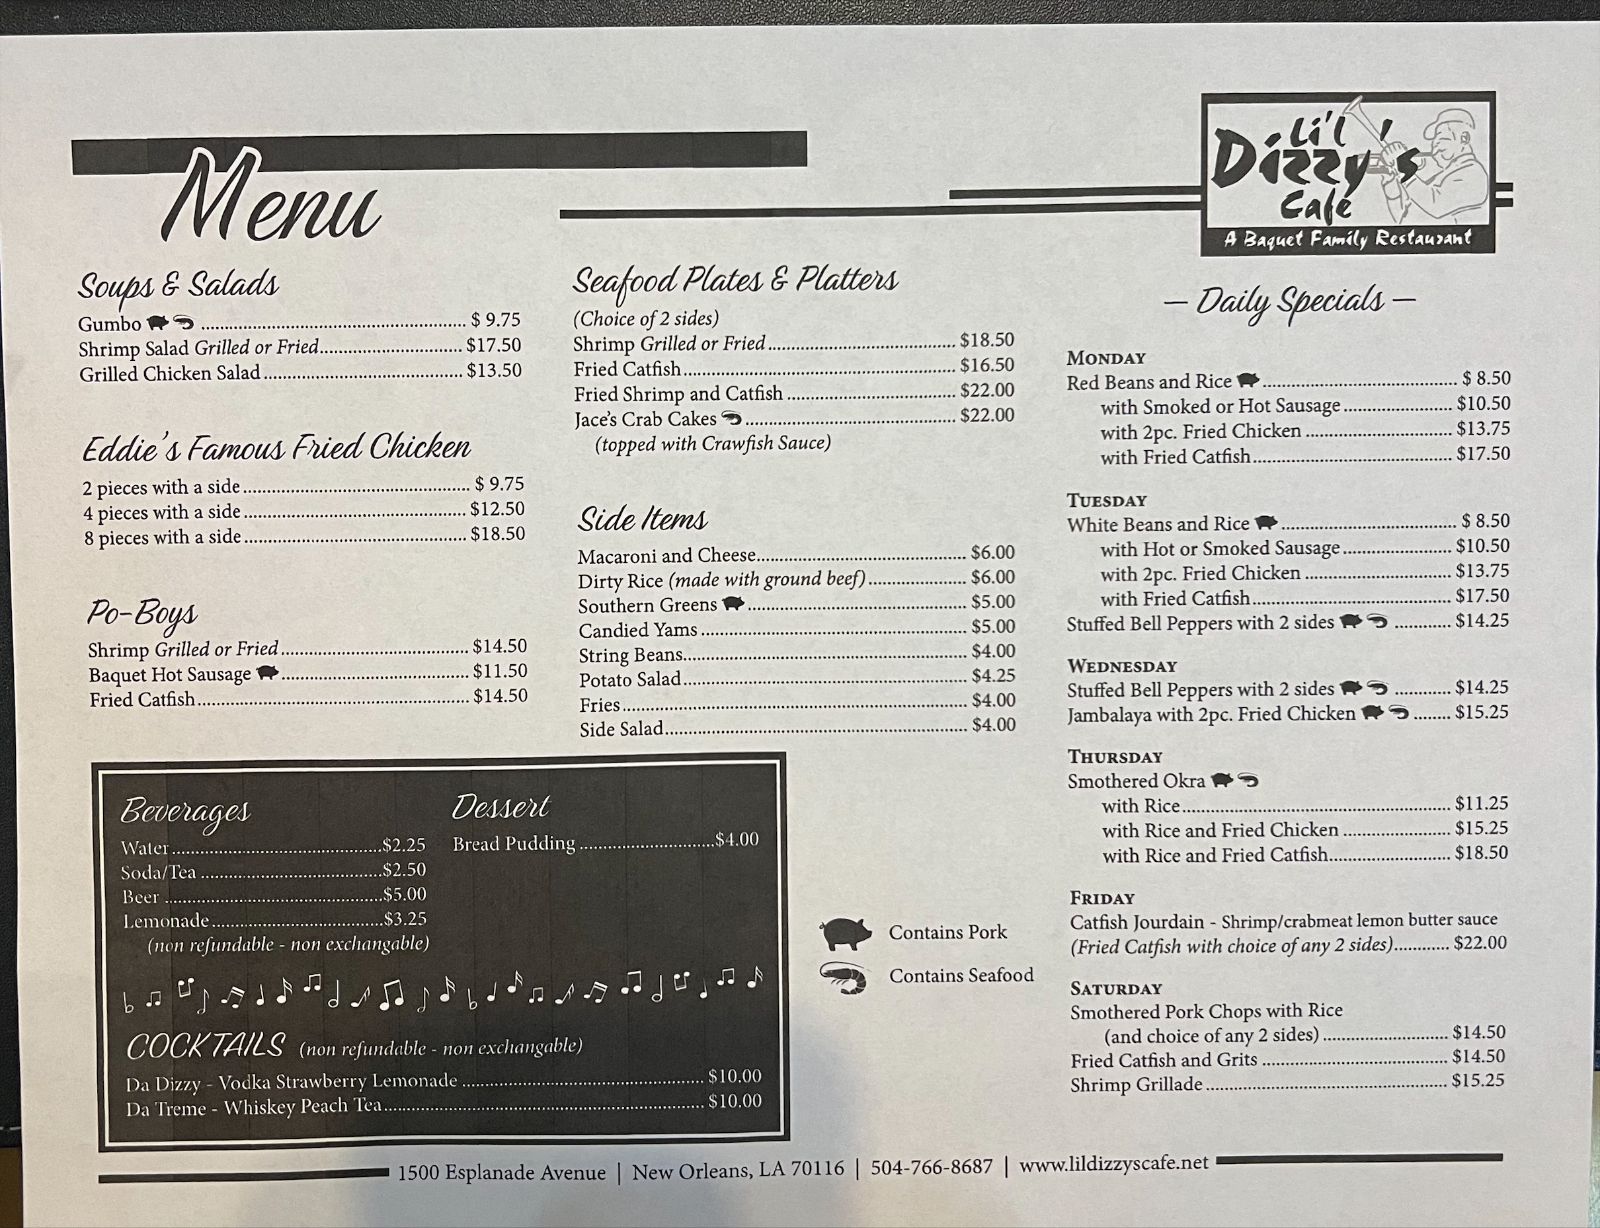 Menu
Li'l
Dizzy's
Cafe
A Baquet Family Restaurant
Soups & Salads
Gumbo ........ $ 9.75
Shrimp Salad Grilled or Fried........ $17.50
Grilled Chicken Salad........ $13.50
Eddie's Famous Fried Chicken
2 pieces with a side........ $ 9.75
4 pieces with a side........ $12.50
8 pieces with a side........ $18.50
Po-Boys
Shrimp Grilled or Fried........ $14.50
Baquet Hot Sausage ........ $11.50
Fried Catfish........ $14.50
Seafood Plates & Platters
(Choice of 2 sides)
Shrimp Grilled or Fried........ $18.50
Fried Catfish........ $16.50
Fried Shrimp and Catfish ........ $22.00
Jace's Crab Cakes ........ $22.00
(topped with Crawfish Sauce)
Side Items
Macaroni and Cheese........ $6.00
Dirty Rice (made with ground beef)........ $6.00
Southern Greens ........ $5.00
Candied Yams ........ $5.00
String Beans........ $4.00
Potato Salad........ $4.25
Fries........ $4.00
Side Salad........ $4.00
— Daily Specials —
MONDAY
Red Beans and Rice ........ $ 8.50
with Smoked or Hot Sausage........ $10.50
with 2pc. Fried Chicken ........ $13.75
with Fried Catfish........ $17.50
TUESDAY
White Beans and Rice ........ $ 8.50
with Hot or Smoked Sausage........ $10.50
with 2pc. Fried Chicken ........ $13.75
with Fried Catfish........ $17.50
Stuffed Bell Peppers with 2 sides ........ $14.25
WEDNESDAY
Stuffed Bell Peppers with 2 sides ........ $14.25
Jambalaya with 2pc. Fried Chicken ........ $15.25
THURSDAY
Smothered Okra
with Rice........ $11.25
with Rice and Fried Chicken ........ $15.25
with Rice and Fried Catfish........ $18.50
FRIDAY
Catfish Jourdain - Shrimp/crabmeat lemon butter sauce
(Fried Catfish with choice of any 2 sides)........ $22.00
SATURDAY
Smothered Pork Chops with Rice
(and choice of any 2 sides) ........ $14.50
Fried Catfish and Grits ........ $14.50
Shrimp Grillade ........ $15.25
Beverages
Water........$2.25
Soda/Tea ........$2.50
Beer ........$5.00
Lemonade........$3.25
(non refundable - non exchangable)
Dessert
Bread Pudding ........$4.00
COCKTAILS (non refundable - non exchangable)
Da Dizzy - Vodka Strawberry Lemonade ........ $10.00
Da Treme - Whiskey Peach Tea........ $10.00
Contains Pork
Contains Seafood
1500 Esplanade Avenue | New Orleans, LA 70116 | 504-766-8687 | www.lildizzyscafe.net